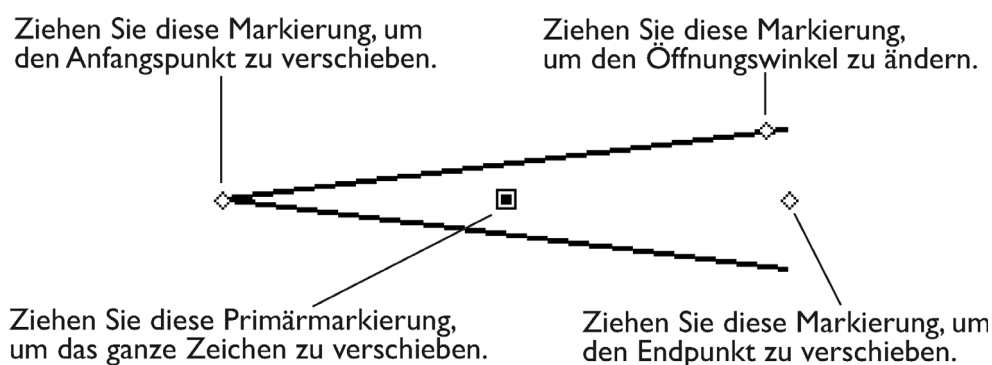 Ziehen Sie diese Markierung, um
den Anfangspunkt zu verschieben.
Ziehen Sie diese Markierung,
um den Öffnungswinkel zu ändern.
Ziehen Sie diese Primärmarkierung,
um das ganze Zeichen zu verschieben.
Ziehen Sie diese Markierung, um
den Endpunkt zu verschieben.